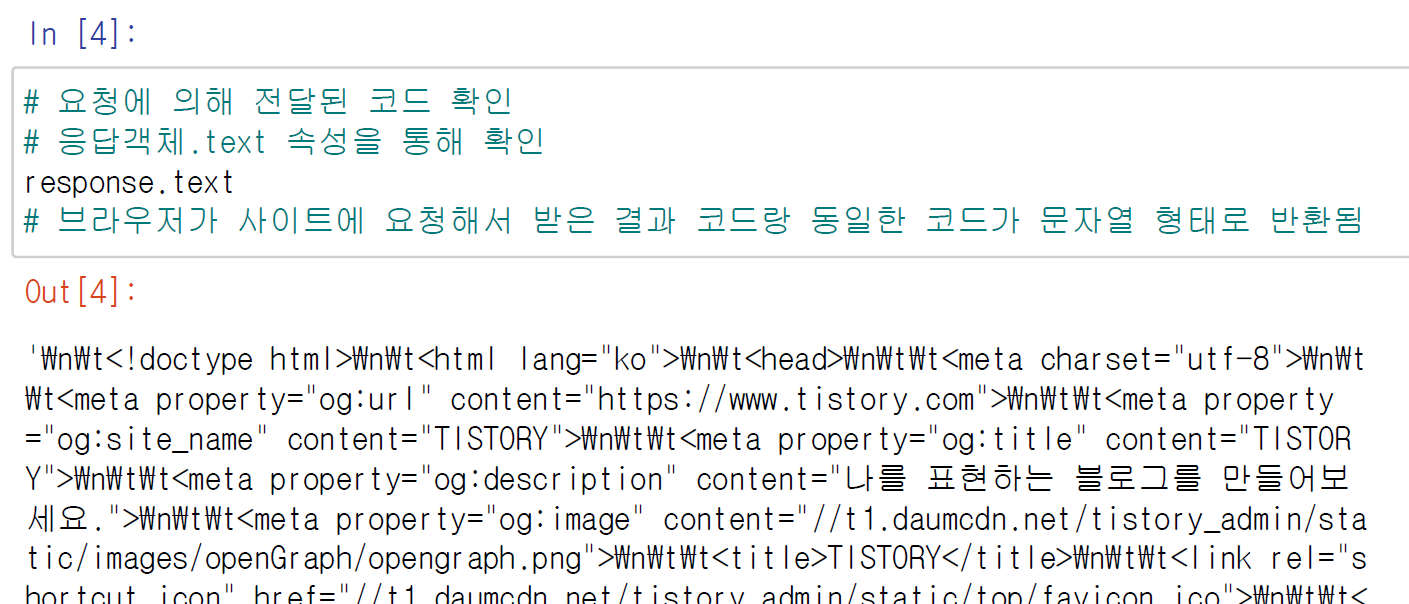 In [4]:
# 요청에 의해 전달된 코드 확인
# 응답객체.text 속성을 통해 확인
response.text
# 브라우저가 사이트에 요청해서 받은 결과 코드랑 동일한 코드가 문자열 형태로 반환됨
Out[4]:
'₩n₩t<!doctype html>₩n₩t<html lang="ko">₩n₩t<head>₩n₩t₩t<meta charset="utf-8">₩n₩t
₩t<meta property="og:url" content="https://www.tistory.com">₩n₩t₩t<meta property
="og:site_name" content="TISTORY">₩n₩t₩t<meta property="og:title" content="TISTOR
Y">₩n₩t₩t<meta property="og:description" content="나를 표현하는 블로그를 만들어보
세요.">₩n₩t₩t<meta property="og:image" content="//t1.daumcdn.net/tistory_admin/sta
tic/images/openGraph/opengraph.png">₩n₩t₩t<title>TISTORY</title>₩n₩t₩t<link rel="s
hortcut icon" href="//t1.daumcdn.net/tistory_admin/static/top/favicon.ico">₩n₩t₩t<